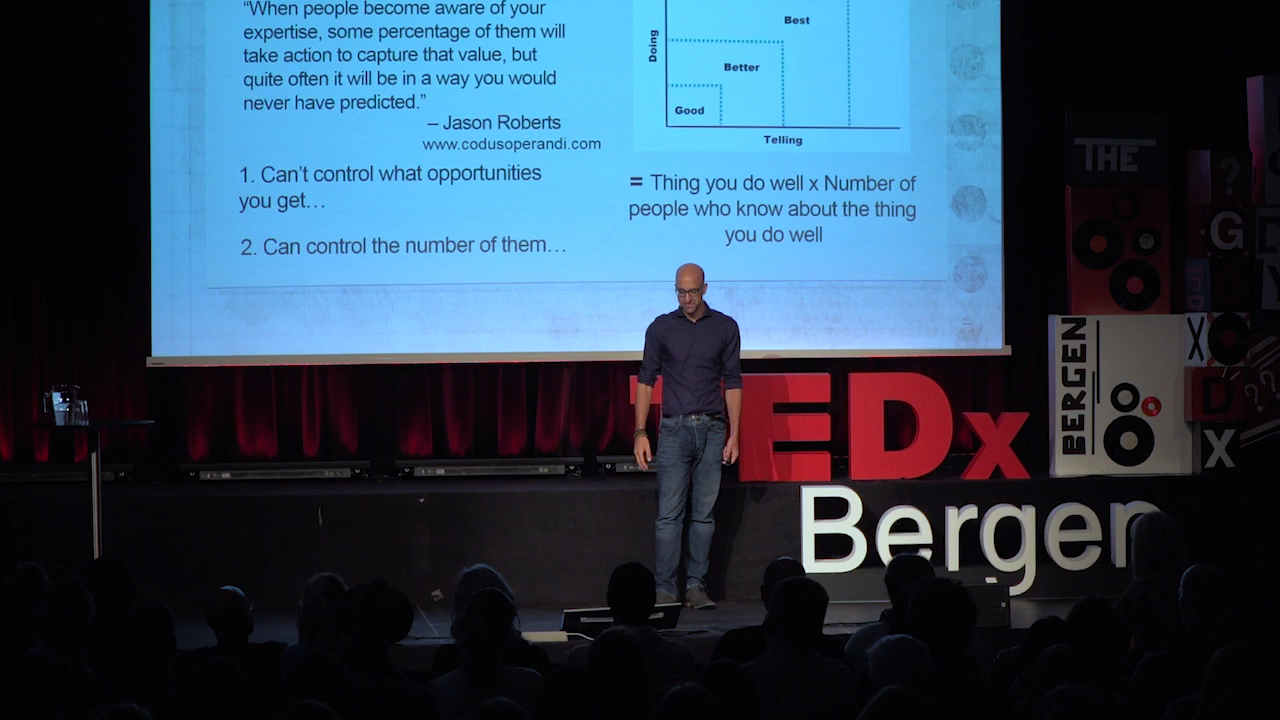 “When people become aware of your
expertise, some percentage of them will
take action to capture that value, but
quite often it will be in a way you would
never have predicted.”
– Jason Roberts
www.codusoperandi.com
1. Can’t control what opportunities
you get…
2. Can control the number of them…
Doing
Best
Better
Good
Telling
= Thing you do well x Number of
people who know about the thing
you do well
THE
?
G
BERGEN
X
D
X
TEDx
Bergen